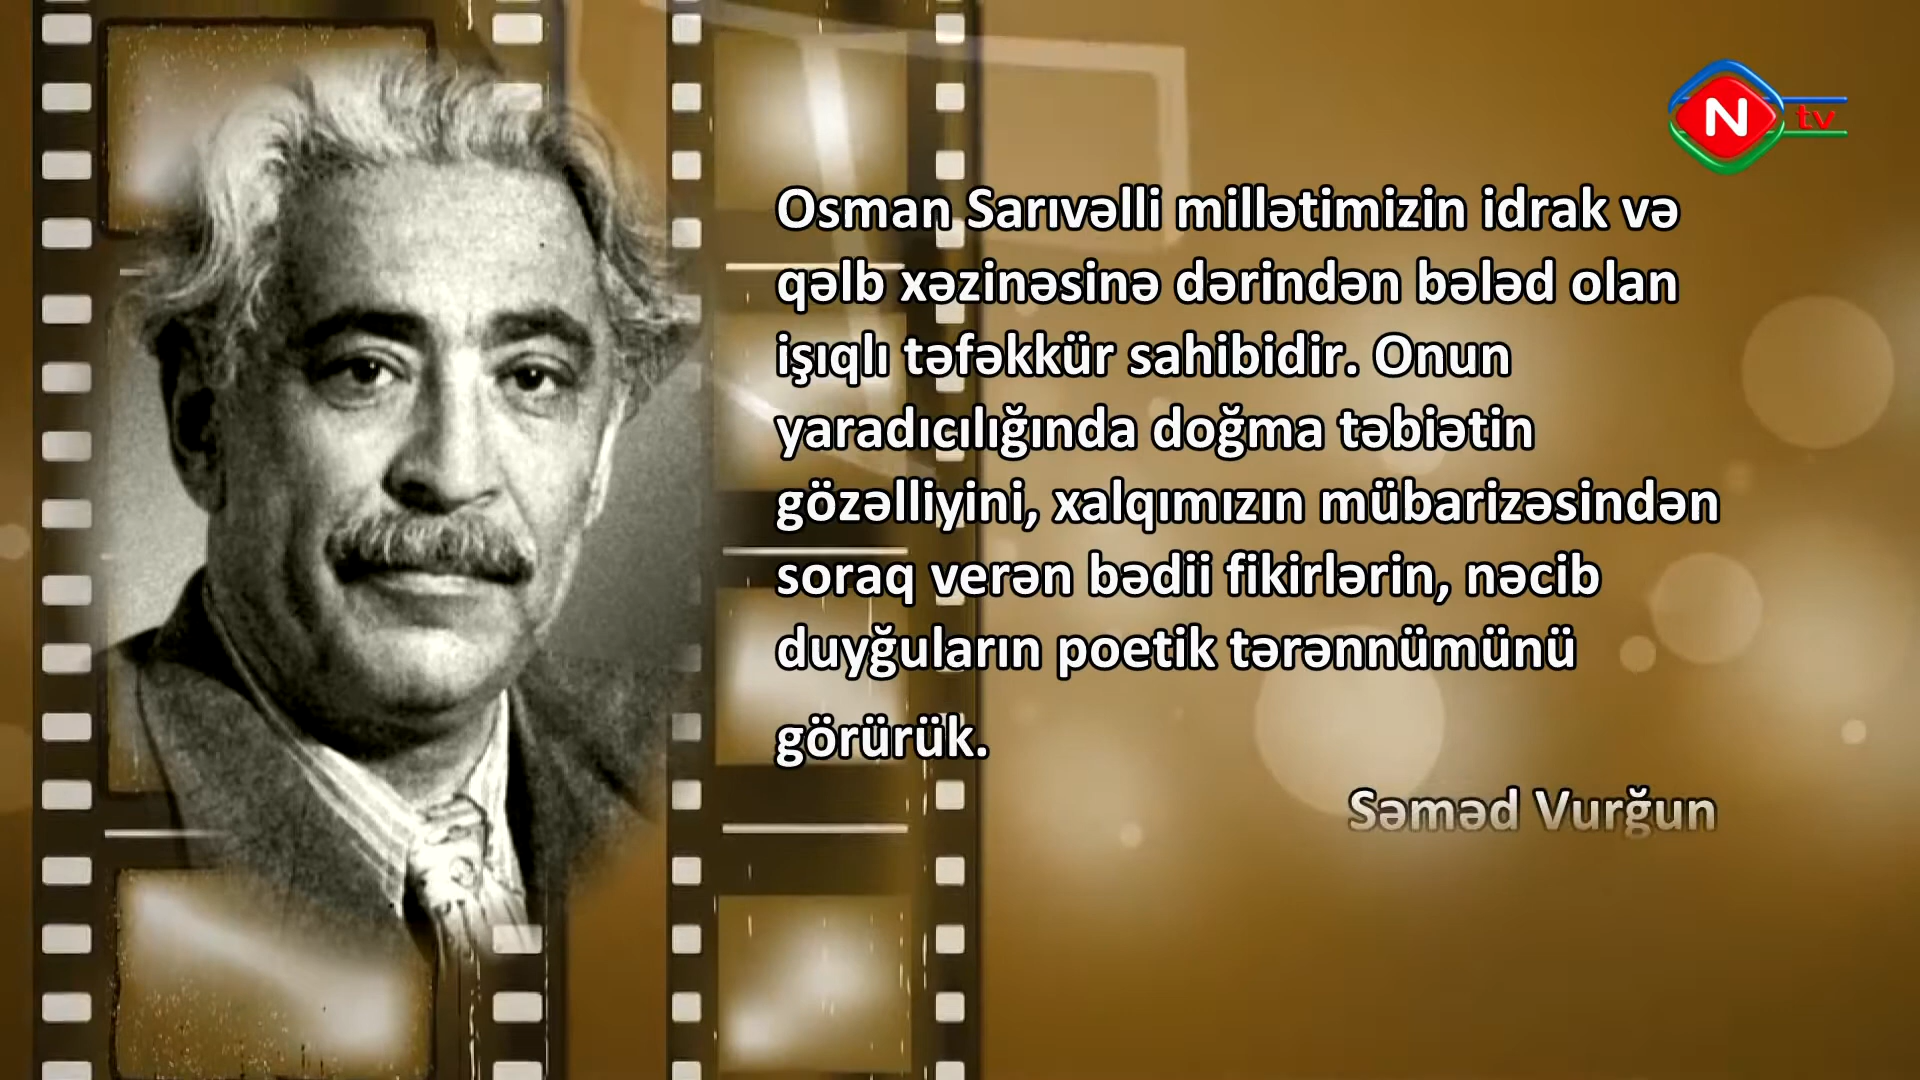 N tv
Osman Sarıvəlli millətimizin idrak və
qəlb xəzinəsinə dərindən bələd olan
işıqlı təfəkkür sahibidir. Onun
yaradıcılığında doğma təbiətin
gözəlliyini, xalqımızın mübarizəsindən
soraq verən bədii fikirlərin, nəcib
duyğuların poetik tərənnümünü
görürük.
Səməd Vurğun